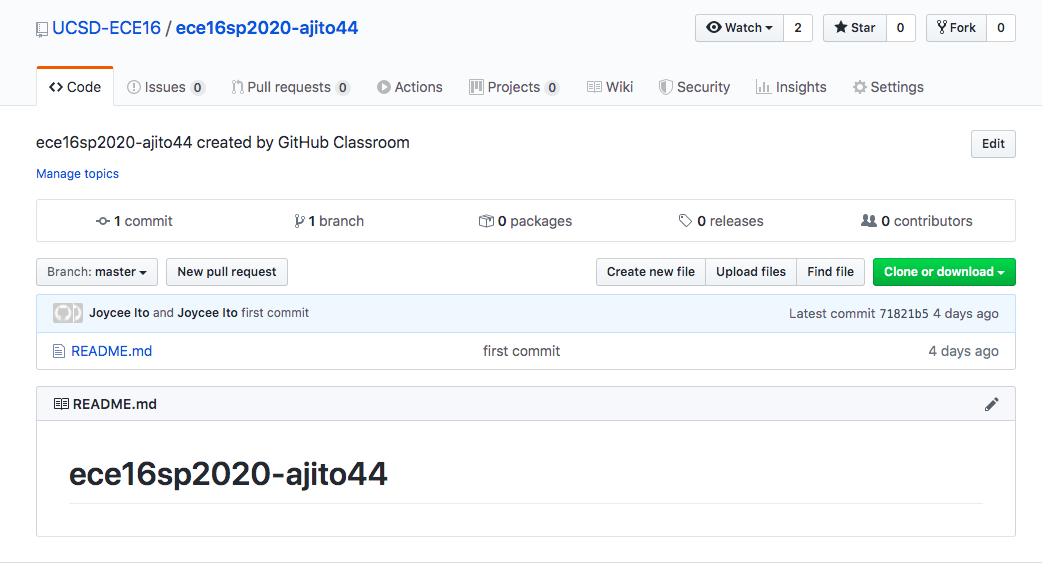 UCSD-ECE16 / ece16sp2020-ajito44 Watch 2 Star 0 Fork 0
Code Issues 0 Pull requests 0 Actions Projects 0 Wiki Security Insights Settings
ece16sp2020-ajito44 created by GitHub Classroom Edit
Manage topics
1 commit 1 branch 0 packages 0 releases 0 contributors
Branch: master New pull request Create new file Upload files Find file Clone or download
Joycee Ito and Joycee Ito first commit Latest commit 71821b5 4 days ago
README.md first commit 4 days ago
README.md
ece16sp2020-ajito44